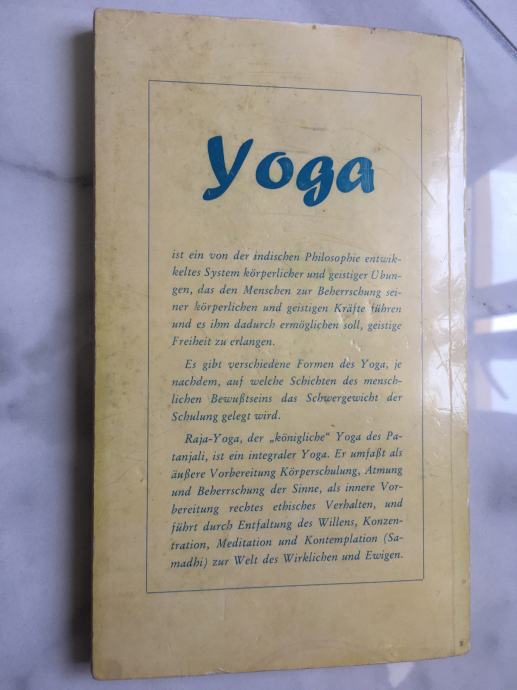 Yoga
ist ein von der indischen Philosophie entwik-
keltes System körperlicher und geistiger Übun-
gen, das den Menschen zur Beherrschung sei-
ner körperlichen und geistigen Kräfte führen
und es ihm dadurch ermöglichen soll, geistige
Freiheit zu erlangen.
Es gibt verschiedene Formen des Yoga, je
nachdem, auf welche Schichten des mensch-
lichen Bewußtseins das Schwergewicht der
Schulung gelegt wird.
Raja-Yoga, der „königliche“ Yoga des Pa-
tanjali, ist ein integraler Yoga. Er umfaßt als
äußere Vorbereitung Körperschulung, Atmung
und Beherrschung der Sinne, als innere Vor-
bereitung rechtes ethisches Verhalten, und
führt durch Entfaltung des Willens, Konzen-
tration, Meditation und Kontemplation (Sa-
madhi) zur Welt des Wirklichen und Ewigen.